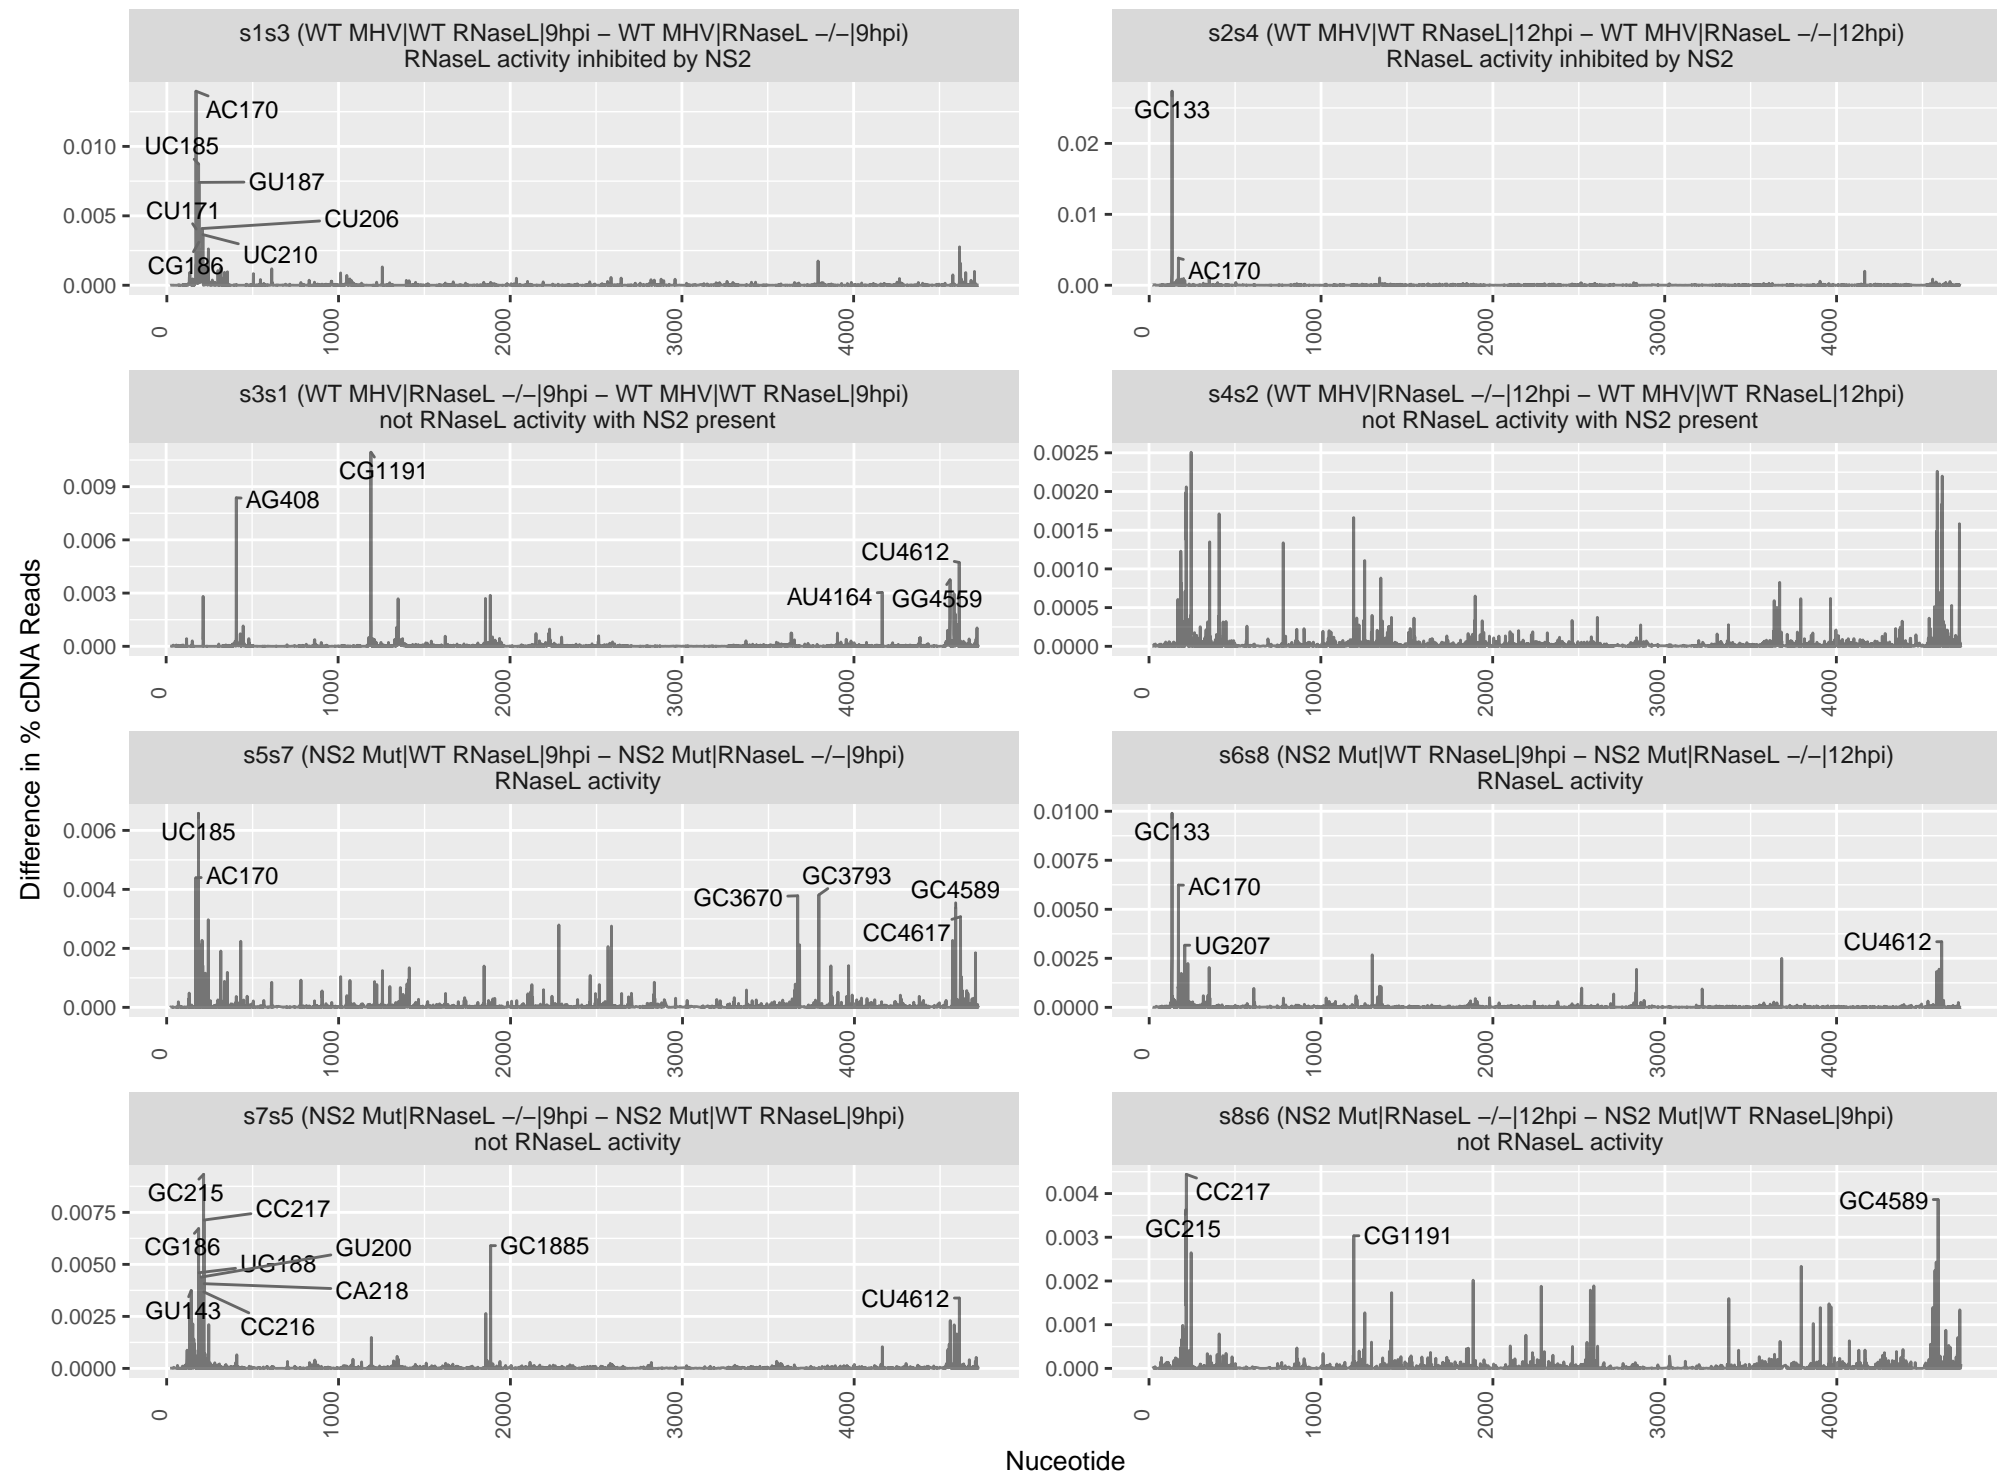 s1s3 (WT MHV|WT RNaseL|9hpi − WT MHV|RNaseL −/−|9hpi)
RNaseL activity inhibited by NS2
AC170
UC185
GU187
CU171
CU206
UC210
CG186
0.010
0.005
0.000
0 1000 2000 3000 4000
s2s4 (WT MHV|WT RNaseL|12hpi − WT MHV|RNaseL −/−|12hpi)
RNaseL activity inhibited by NS2
GC133
AC170
0.02
0.01
0.00
0 1000 2000 3000 4000
s3s1 (WT MHV|RNaseL −/−|9hpi − WT MHV|WT RNaseL|9hpi)
not RNaseL activity with NS2 present
CG1191
AG408
CU4612
AU4164
GG4559
0.009
0.006
0.003
0.000
0 1000 2000 3000 4000
s4s2 (WT MHV|RNaseL −/−|12hpi − WT MHV|WT RNaseL|12hpi)
not RNaseL activity with NS2 present
0.0025
0.0020
0.0015
0.0010
0.0005
0.0000
0 1000 2000 3000 4000
s5s7 (NS2 Mut|WT RNaseL|9hpi − NS2 Mut|RNaseL −/−|9hpi)
RNaseL activity
UC185
AC170
GC3670
GC3793
GC4589
CC4617
0.006
0.004
0.002
0.000
0 1000 2000 3000 4000
s6s8 (NS2 Mut|WT RNaseL|9hpi − NS2 Mut|RNaseL −/−|12hpi)
RNaseL activity
GC133
AC170
UG207
CU4612
0.0100
0.0075
0.0050
0.0025
0.0000
0 1000 2000 3000 4000
s7s5 (NS2 Mut|RNaseL −/−|9hpi − NS2 Mut|WT RNaseL|9hpi)
not RNaseL activity
GC215
CC217
CG186
UG188
GU200
GC1885
CA218
GU143
CC216
CU4612
0.0075
0.0050
0.0025
0.0000
0 1000 2000 3000 4000
s8s6 (NS2 Mut|RNaseL −/−|12hpi − NS2 Mut|WT RNaseL|9hpi)
not RNaseL activity
CC217
GC215
CG1191
GC4589
0.004
0.003
0.002
0.001
0.000
0 1000 2000 3000 4000
Difference in % cDNA Reads
Nuceotide